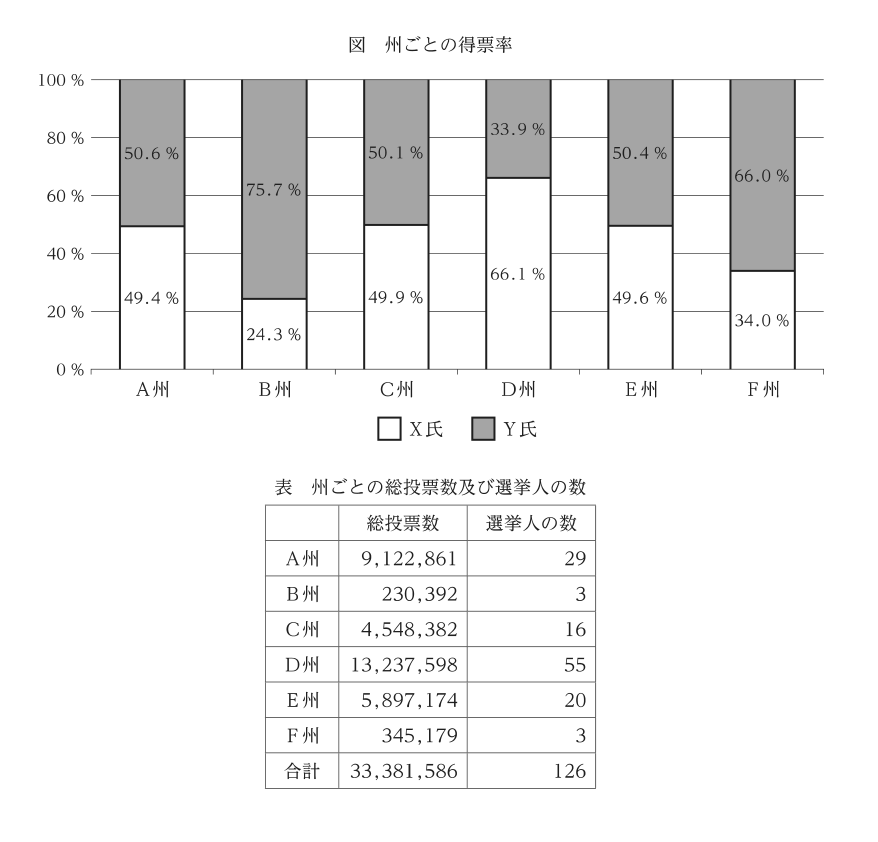 図　州ごとの得票率
100 %
80 %
60 %
40 %
20 %
0 %
50.6 % 75.7 % 50.1 % 33.9 % 50.4 % 66.0 %
49.4 % 24.3 % 49.9 % 66.1 % 49.6 % 34.0 %
A州 B州 C州 D州 E州 F州
X氏 Y氏
表　州ごとの総投票数及び選挙人の数
総投票数 選挙人の数
A州 9,122,861 29
B州 230,392 3
C州 4,548,382 16
D州 13,237,598 55
E州 5,897,174 20
F州 345,179 3
合計 33,381,586 126